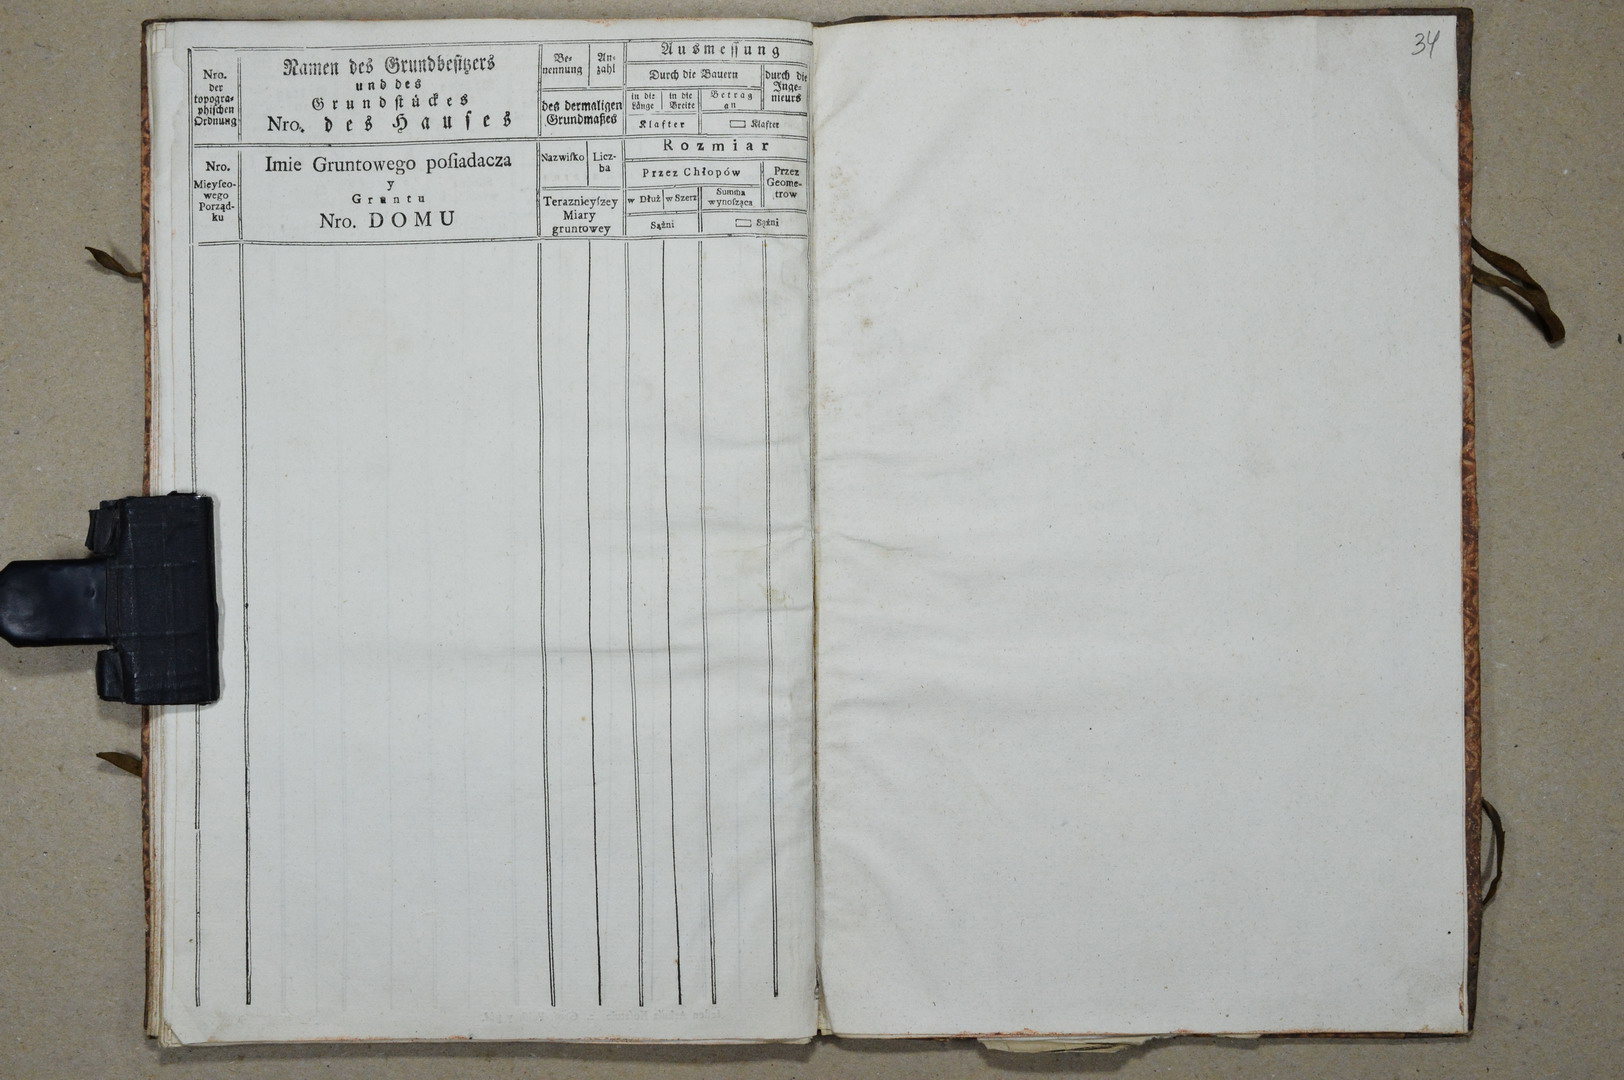 34
Nro.
der
topogra-
phischen
Ordnung
Namen des Grundbesitzers
und des
Grundstückes
Nro. des Hauses
Be-
nennung
An-
zahl
des dermaligen
Grundmaßes
Ausmessung
Durch die Bauern
durch die
Inge-
nieurs
in die
Länge
in die
Breite
Betrag
an
Klafter
Klafter
Nro.
Mieyſco-
wego
Porząd-
ku
Imie Gruntowego poſiadacza
y
Gruntu
Nro. DOMU
Nazwiſko
Licz-
ba
Teraznieyſzey
Miary
gruntowey
Rozmiar
Przez Chłopów
Przez
Geome-
trow
w Dłuż
w Szerz
Summa
wynoſząca
Sążni
Sążni